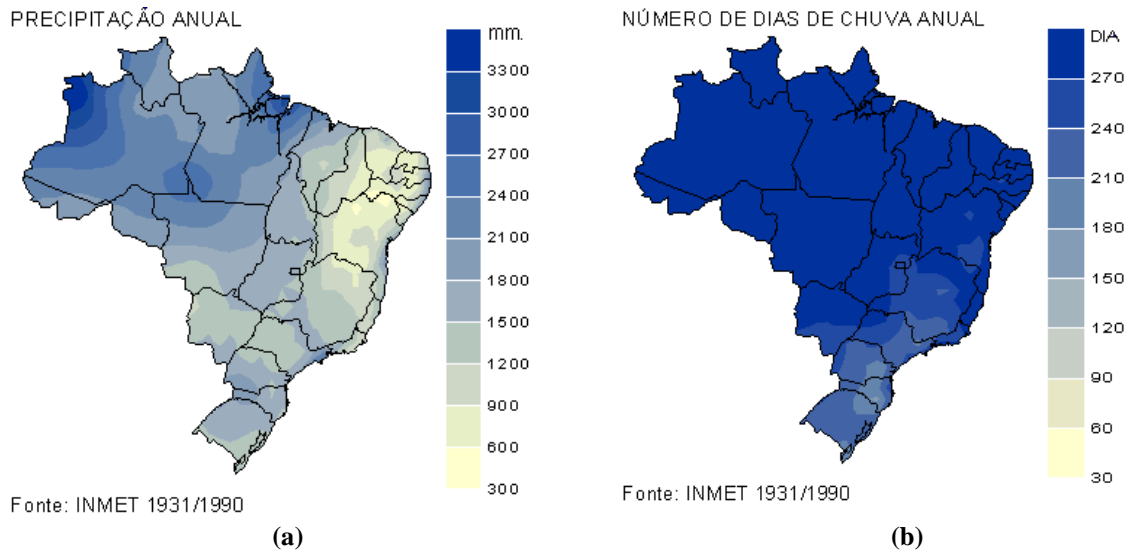 PRECIPITAÇÃO ANUAL
mm.
3300
3000
2700
2400
2100
1800
1500
1200
900
600
300
Fonte: INMET 1931/1990
(a)
NÚMERO DE DIAS DE CHUVA ANUAL
DIA
270
240
210
180
150
120
90
60
30
Fonte: INMET 1931/1990
(b)